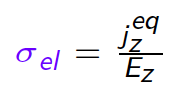 σ_el = j_z^eq / E_z